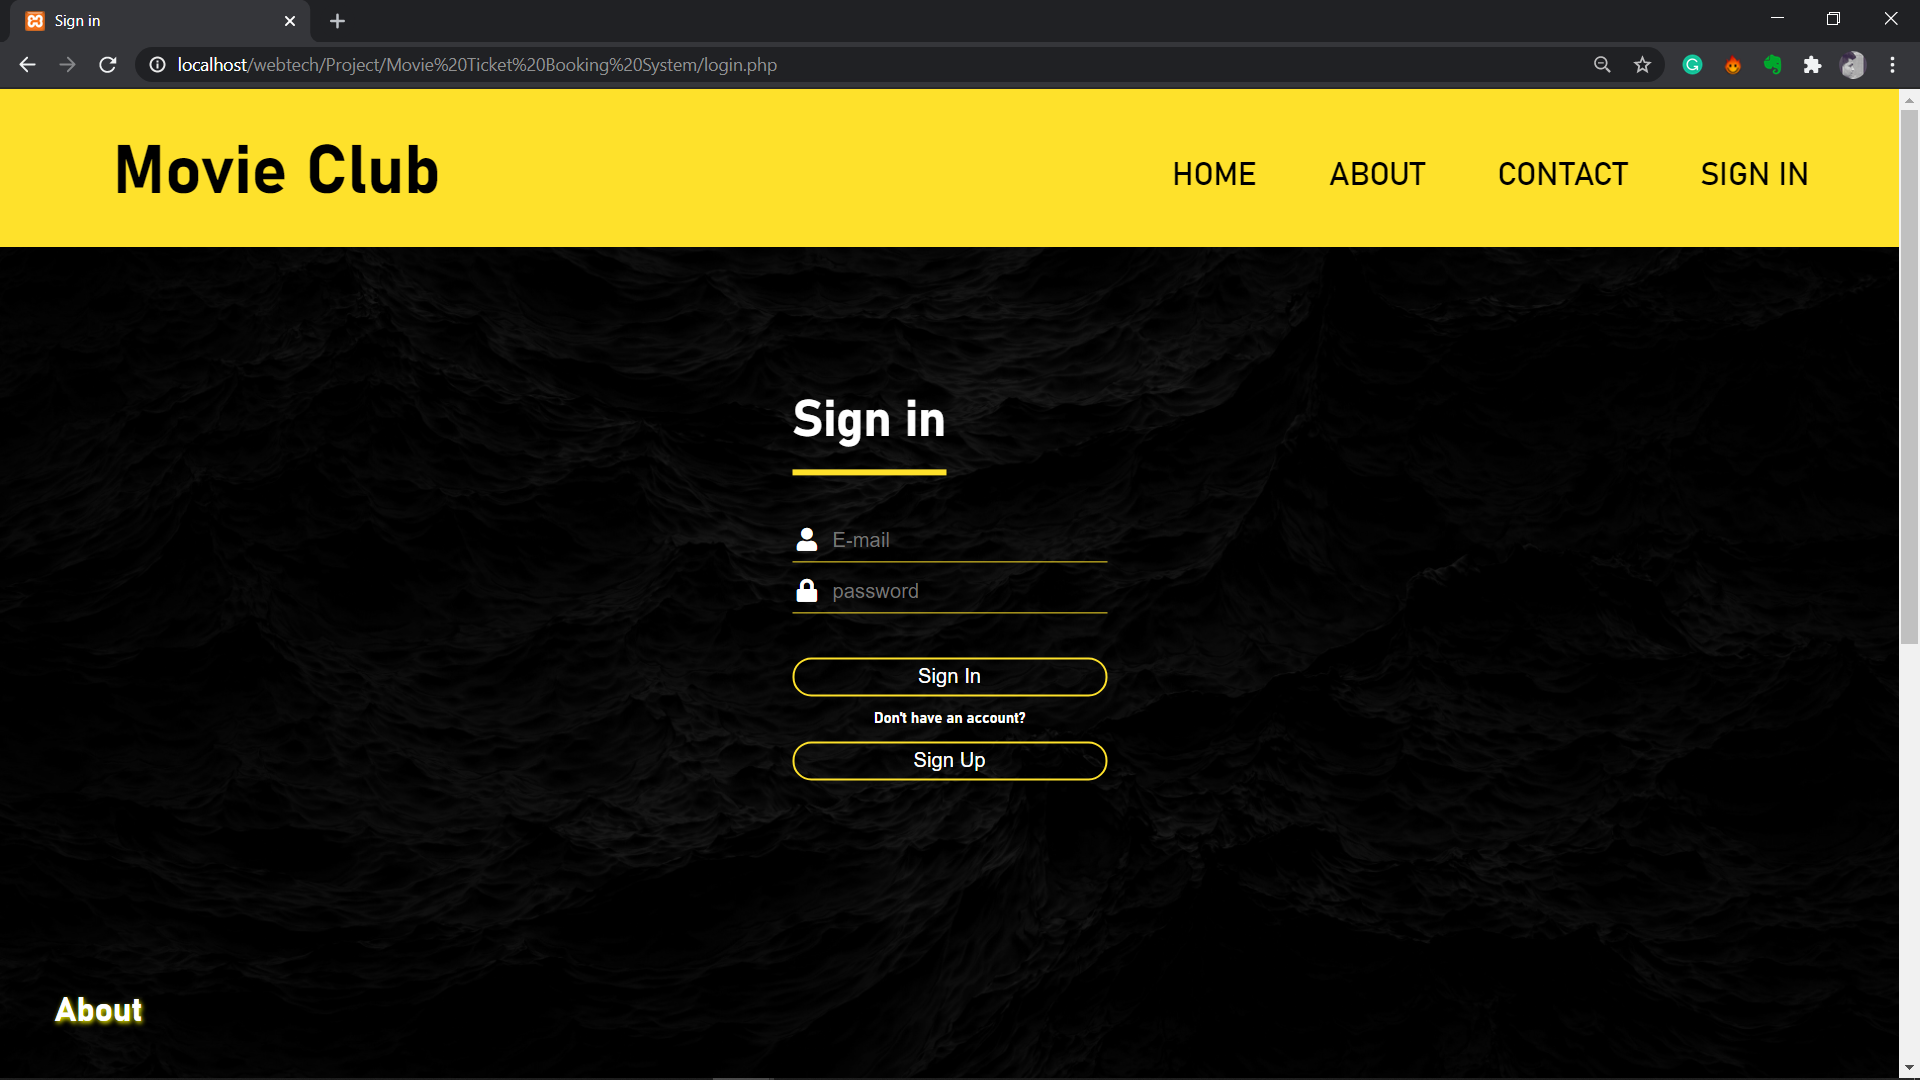 Sign in
localhost/webtech/Project/Movie%20Ticket%20Booking%20System/login.php
Movie Club
HOME ABOUT CONTACT SIGN IN
Sign in
E-mail
password
Sign In
Don't have an account?
Sign Up
About